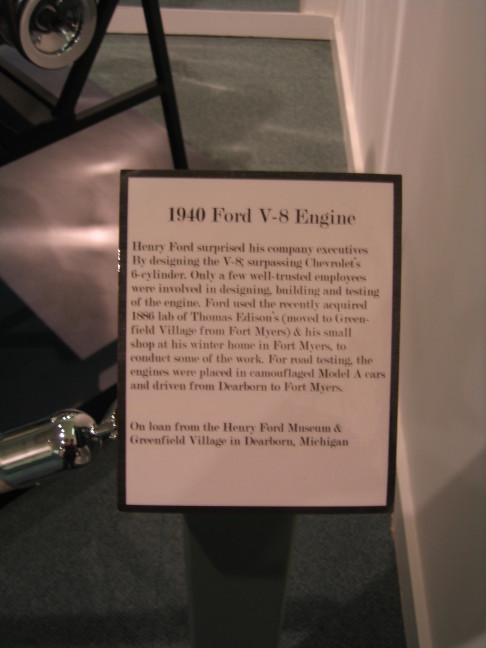 1940 Ford V-8 Engine
Henry Ford surprised his company executives
By designing the V-8; surpassing Chevrolet's
6-cylinder. Only a few well-trusted employees
were involved in designing, building and testing
of the engine. Ford used the recently acquired
1886 lab of Thomas Edison's (moved to Green-
field Village from Fort Myers) & his small
shop at his winter home in Fort Myers, to
conduct some of the work. For road testing, the
engines were placed in camouflaged Model A cars
and driven from Dearborn to Fort Myers.
On loan from the Henry Ford Museum &
Greenfield Village in Dearborn, Michigan